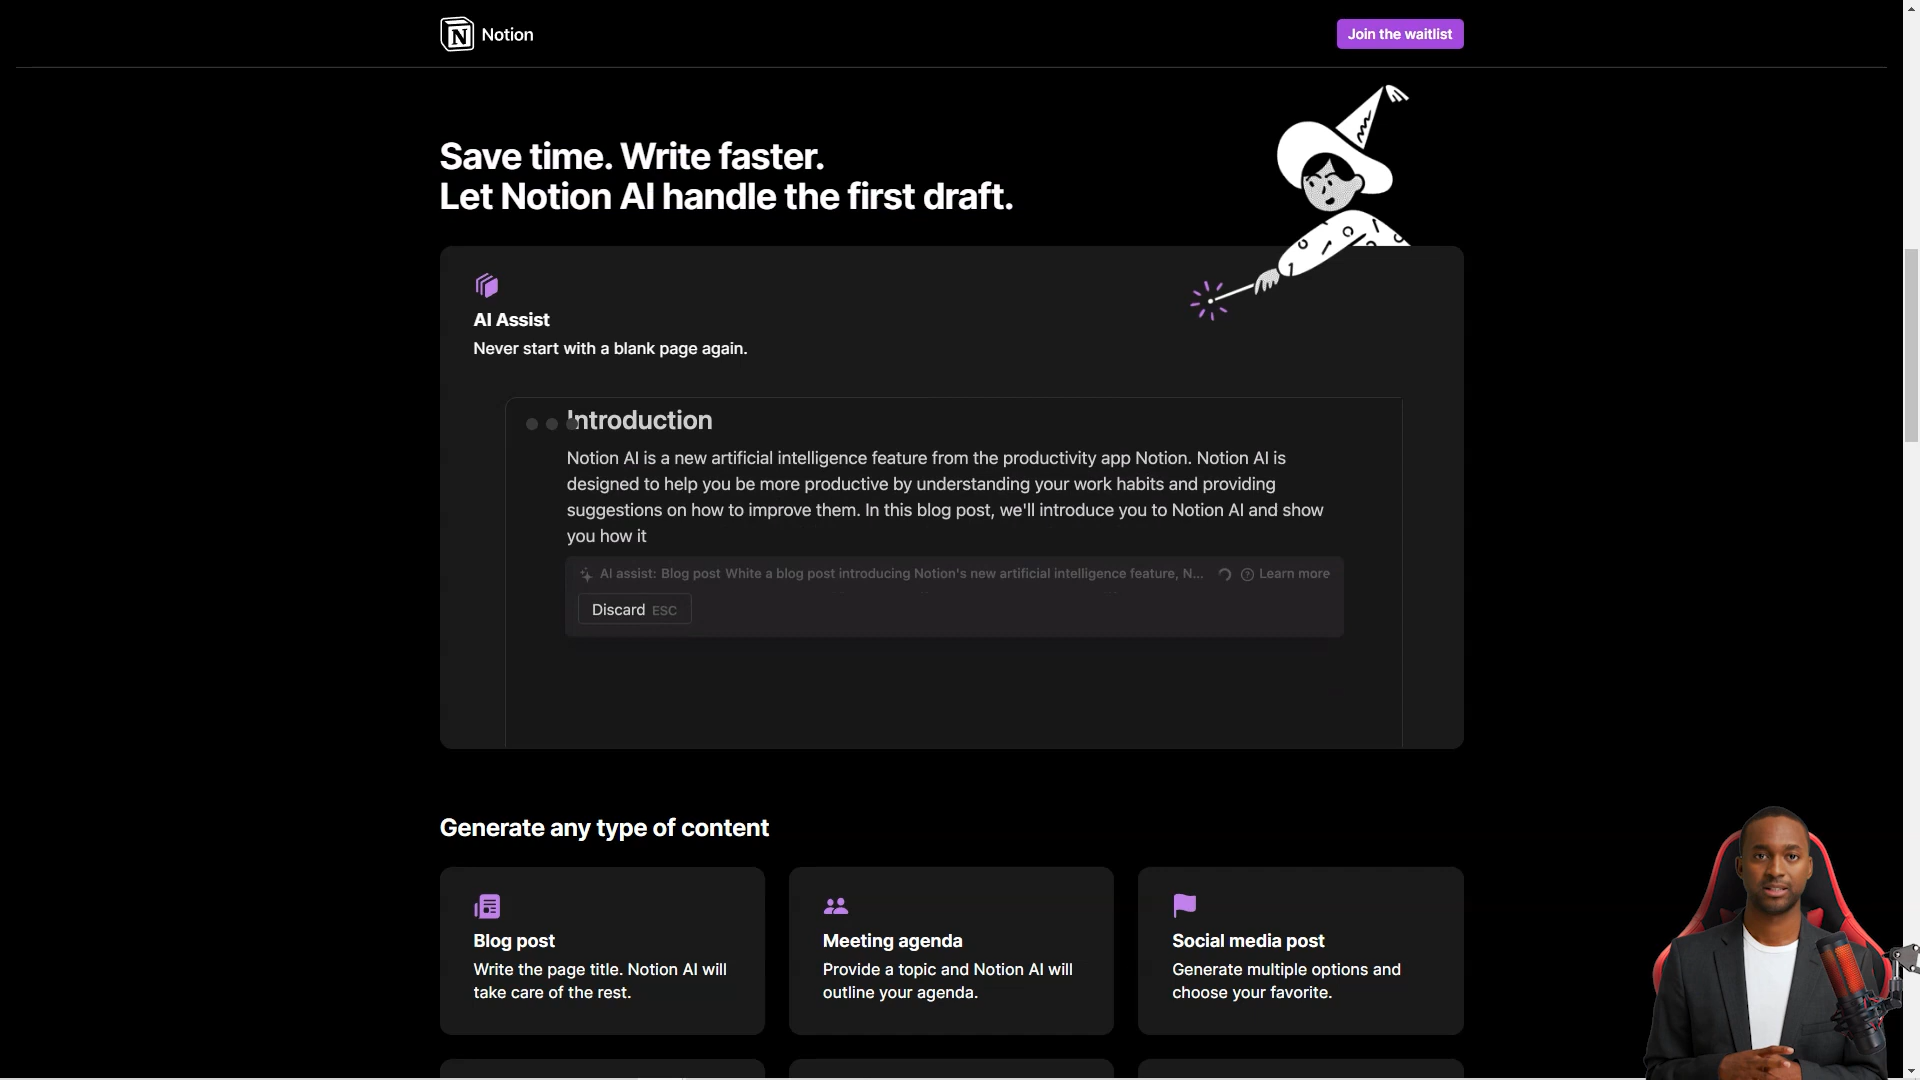 Notion
Join the waitlist
Save time. Write faster.
Let Notion AI handle the first draft.
AI Assist
Never start with a blank page again.
Introduction
Notion AI is a new artificial intelligence feature from the productivity app Notion. Notion AI is
designed to help you be more productive by understanding your work habits and providing
suggestions on how to improve them. In this blog post, we'll introduce you to Notion AI and show
you how it
AI assist: Blog post White a blog post introducing Notion's new artificial intelligence feature, N... Learn more
Discard ESC
Generate any type of content
Blog post
Write the page title. Notion AI will
take care of the rest.
Meeting agenda
Provide a topic and Notion AI will
outline your agenda.
Social media post
Generate multiple options and
choose your favorite.